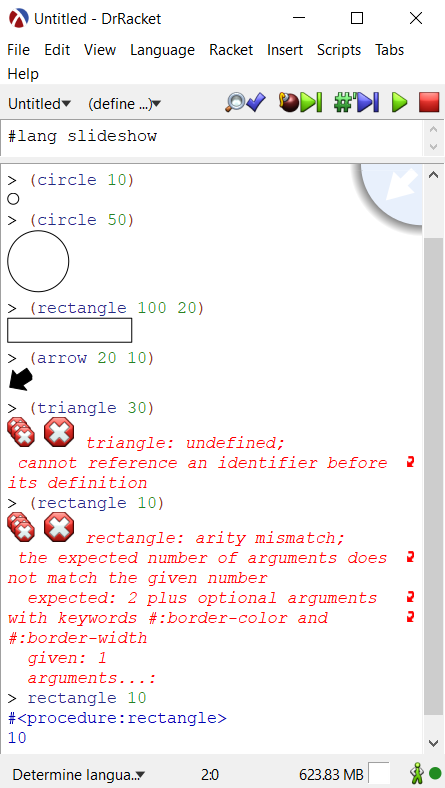 Untitled - DrRacket
File Edit View Language Racket Insert Scripts Tabs
Help
Untitled▾ (define ...)▾
#lang slideshow
> (circle 10)
> (circle 50)
> (rectangle 100 20)
> (arrow 20 10)
> (triangle 30)
triangle: undefined;
cannot reference an identifier before
its definition
> (rectangle 10)
rectangle: arity mismatch;
the expected number of arguments does
not match the given number
expected: 2 plus optional arguments
with keywords #:border-color and
#:border-width
given: 1
arguments...:
> rectangle 10
#<procedure:rectangle>
10
Determine langua...▾ 2:0 623.83 MB